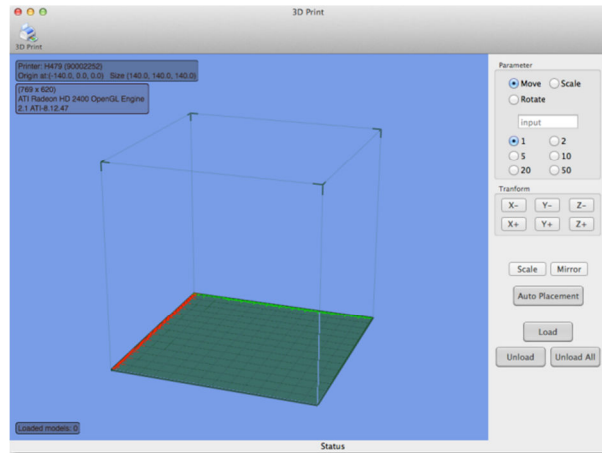 3D Print
3D Print
Printer: H479 (90002252)
Origin at:(-140.0, 0.0, 0.0) Size (140.0, 140.0, 140.0)
(769 x 620)
ATI Radeon HD 2400 OpenGL Engine
2.1 ATI-8.12.47
Loaded models: 0
Parameter
Move Scale
Rotate
input
1 2
5 10
20 50
Tranform
X- Y- Z-
X+ Y+ Z+
Scale Mirror
Auto Placement
Load
Unload Unload All
Status